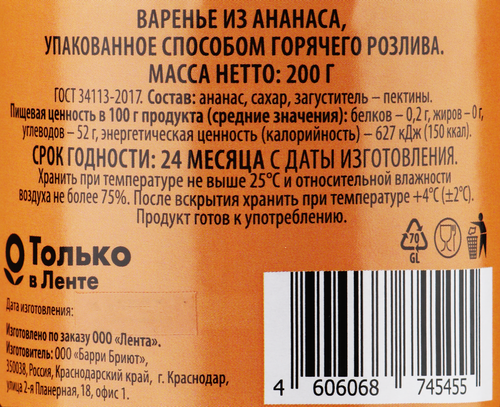 ВАРЕНЬЕ ИЗ АНАНАСА,
УПАКОВАННОЕ СПОСОБОМ ГОРЯЧЕГО РОЗЛИВА.
МАССА НЕТТО: 200 Г
ГОСТ 34113-2017. Состав: ананас, сахар, загуститель – пектины.
Пищевая ценность в 100 г продукта (средние значения): белков – 0,2 г, жиров – 0 г,
углеводов – 52 г, энергетическая ценность (калорийность) – 627 кДж (150 ккал).
СРОК ГОДНОСТИ: 24 МЕСЯЦА С ДАТЫ ИЗГОТОВЛЕНИЯ.
Хранить при температуре не выше 25°С и относительной влажности
воздуха не более 75%. После вскрытия хранить при температуре +4°С (±2°С).
Продукт готов к употреблению.
70
GL
Только
в Ленте
Дата изготовления:
Изготовлено по заказу ООО «Лента».
Изготовитель: ООО «Барри Бриют»,
350038, Россия, Краснодарский край, г. Краснодар,
улица 2-я Планерная, 18, офис 1.
4 606068 745455